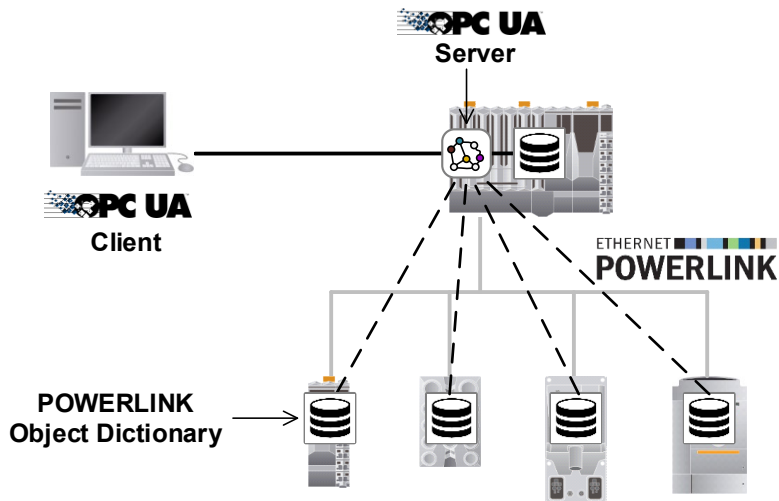 OPC UA
Server
OPC UA
Client
ETHERNET
POWERLINK
POWERLINK
Object Dictionary